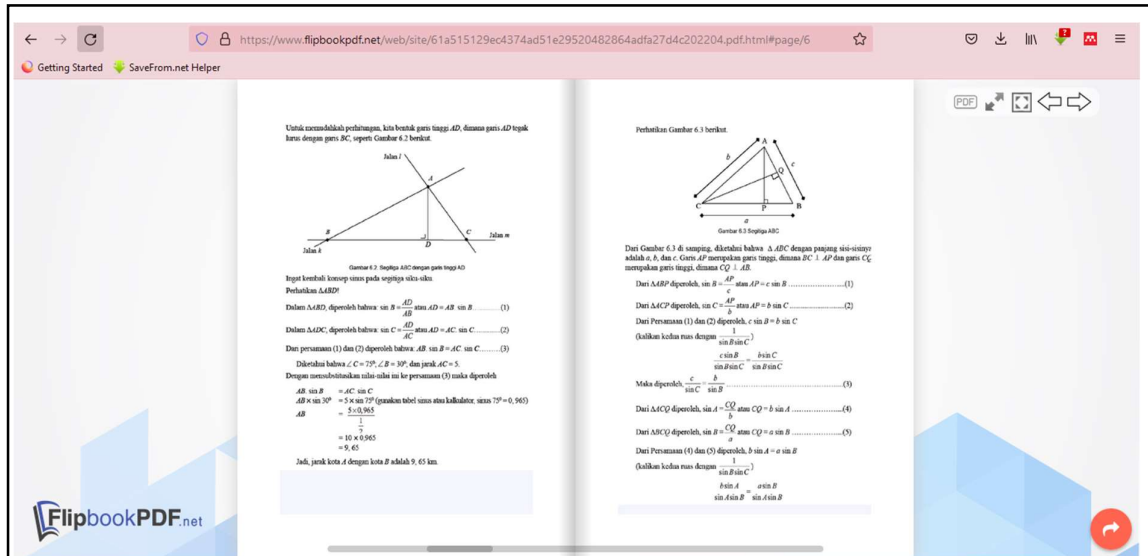 https://www.flipbookpdf.net/web/site/61a515129ec4374ad51e29520482864adfa27d4c202204.pdf.html#page/6
Getting Started SaveFrom.net Helper
PDF
Untuk memudahkah perhitungan, kita bentuk garis tinggi AD, dimana garis AD tegak
lurus dengan garis BC, seperti Gambar 6.2 berikut.
Jalan l
A
B
C
Jalan m
Jalan k
D
Gambar 6.2. Segitiga ABC dengan garis tinggi AD
Ingat kembali konsep sinus pada segitiga siku-siku.
Perhatikan ΔABD!
Dalam ΔABD, diperoleh bahwa: sin B = AD/AB atau AD = AB. sin B...........(1)
Dalam ΔADC, diperoleh bahwa: sin C = AD/AC atau AD = AC. sin C...........(2)
Dari persamaan (1) dan (2) diperoleh bahwa: AB. sin B = AC. sin C.........(3)
Diketahui bahwa ∠C = 75⁰, ∠B = 30⁰, dan jarak AC = 5.
Dengan mensubstitusikan nilai-nilai ini ke persamaan (3) maka diperoleh
AB. sin B = AC. sin C
AB × sin 30⁰ = 5 × sin 75⁰ (gunakan tabel sinus atau kalkulator, sinus 75⁰ = 0, 965)
AB = 5×0,965 / (1/2)
= 10 × 0,965
= 9, 65
Jadi, jarak kota A dengan kota B adalah 9, 65 km.
Perhatikan Gambar 6.3 berikut.
A
b
c
Q
C
P
B
a
Gambar 6.3 Segitiga ABC
Dari Gambar 6.3 di samping, diketahui bahwa Δ ABC dengan panjang sisi-sisinya
adalah a, b, dan c. Garis AP merupakan garis tinggi, dimana BC ⊥ AP dan garis CQ
merupakan garis tinggi, dimana CQ ⊥ AB.
Dari ΔABP diperoleh, sin B = AP/c atau AP = c sin B ........................(1)
Dari ΔACP diperoleh, sin C = AP/b atau AP = b sin C ........................(2)
Dari Persamaan (1) dan (2) diperoleh, c sin B = b sin C
(kalikan kedua ruas dengan 1/(sin B sin C))
c sin B/(sin B sin C) = b sin C/(sin B sin C)
Maka diperoleh, c/sin C = b/sin B ........................(3)
Dari ΔACQ diperoleh, sin A = CQ/b atau CQ = b sin A ........................(4)
Dari ΔBCQ diperoleh, sin B = CQ/a atau CQ = a sin B ........................(5)
Dari Persamaan (4) dan (5) diperoleh, b sin A = a sin B
(kalikan kedua ruas dengan 1/(sin B sin C))
b sin A/(sin A sin B) = a sin B/(sin A sin B)
FlipbookPDF.net